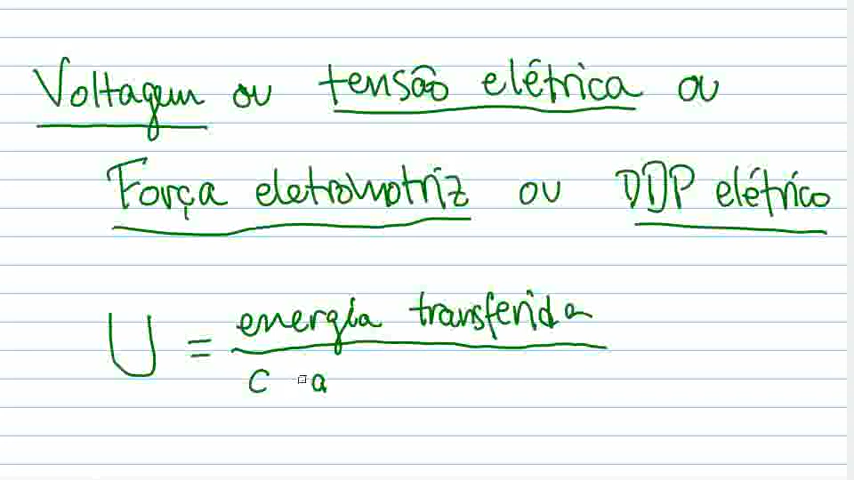 Voltagem ou tensão elétrica ou
Força eletromotriz ou DDP elétrico
U = energia transferida
c a